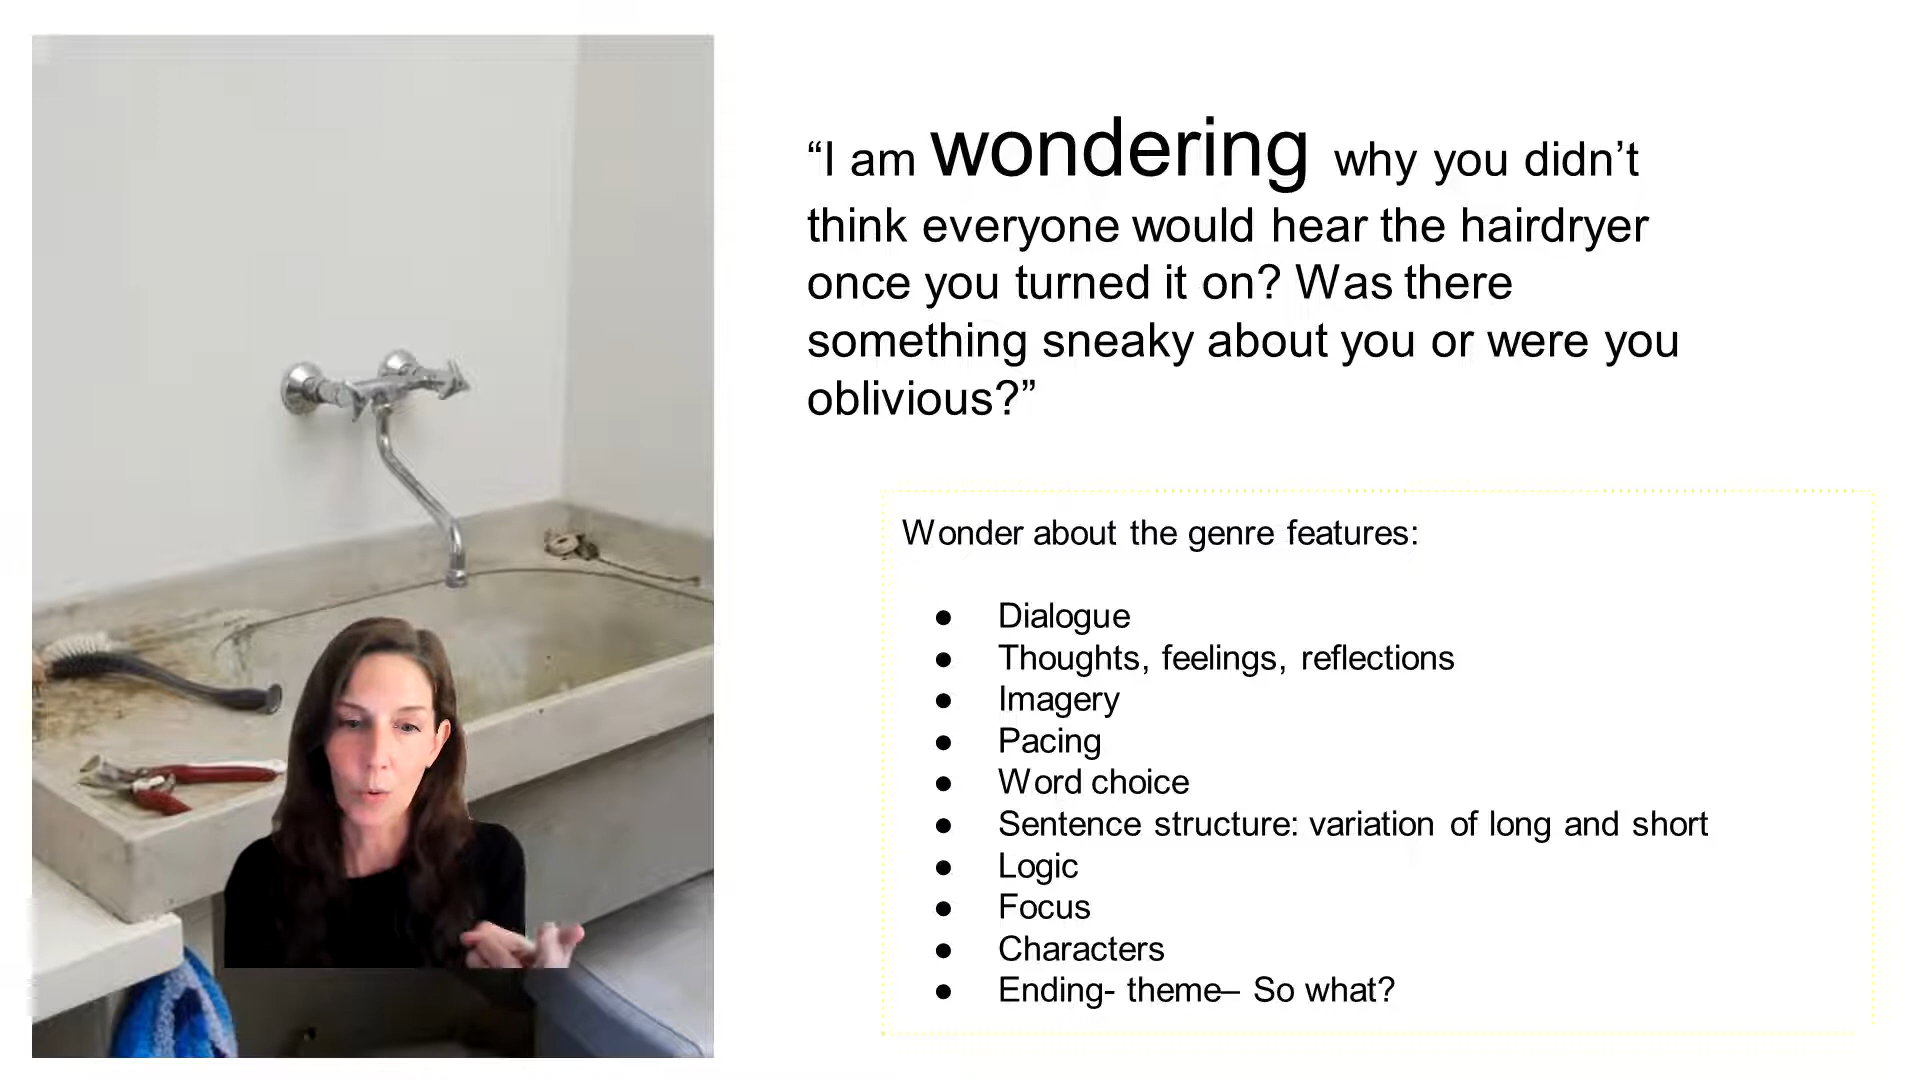 “I am wondering why you didn’t
think everyone would hear the hairdryer
once you turned it on? Was there
something sneaky about you or were you
oblivious?”
Wonder about the genre features:
● Dialogue
● Thoughts, feelings, reflections
● Imagery
● Pacing
● Word choice
● Sentence structure: variation of long and short
● Logic
● Focus
● Characters
● Ending- theme– So what?